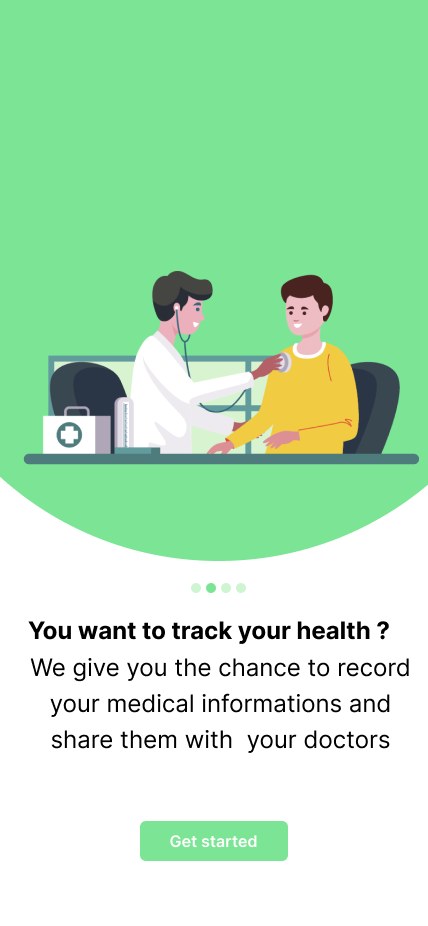 You want to track your health ?
We give you the chance to record
your medical informations and
share them with  your doctors
Get started